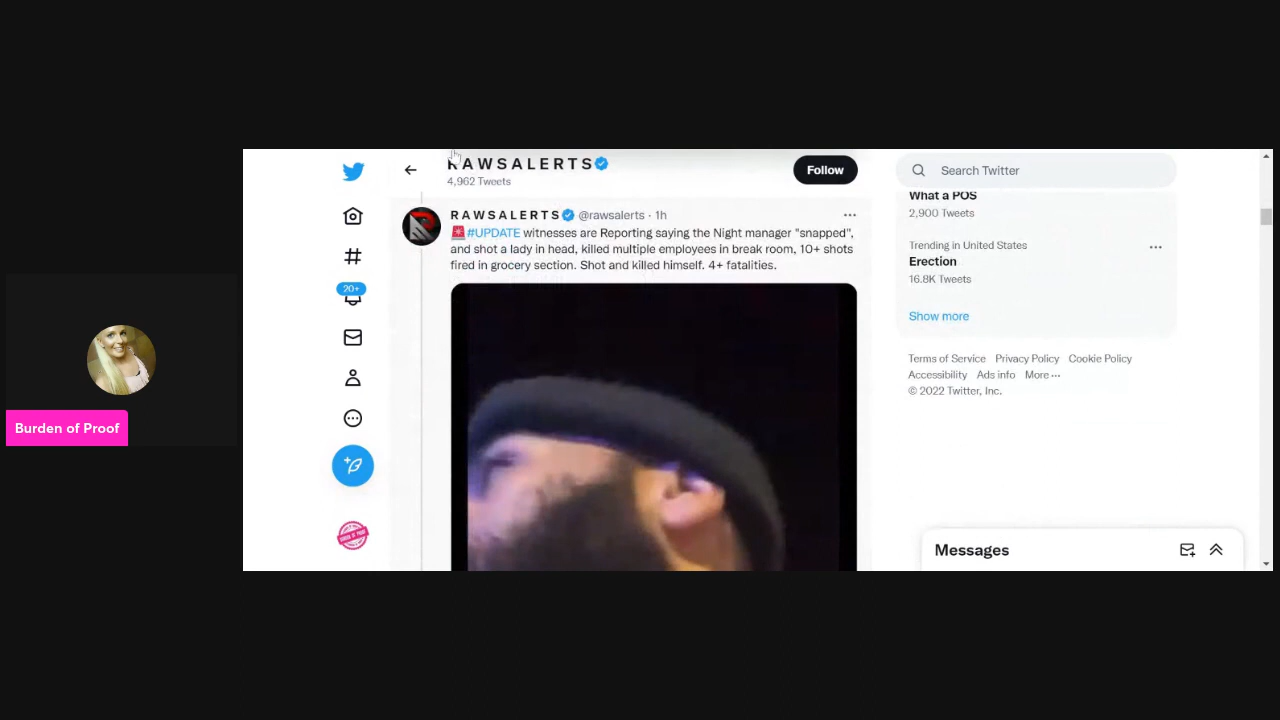 RAWSALERTS
4,962 Tweets
Follow
Search Twitter
What a POS
2,900 Tweets
RAWSALERTS @rawsalerts · 1h
🚨#UPDATE witnesses are Reporting saying the Night manager "snapped",
and shot a lady in head, killed multiple employees in break room, 10+ shots
fired in grocery section. Shot and killed himself. 4+ fatalities.
Trending in United States
Erection
16.8K Tweets
Show more
20+
Terms of Service Privacy Policy Cookie Policy
Accessibility Ads info More ···
© 2022 Twitter, Inc.
Burden of Proof
BURDEN OF PROOF
Messages